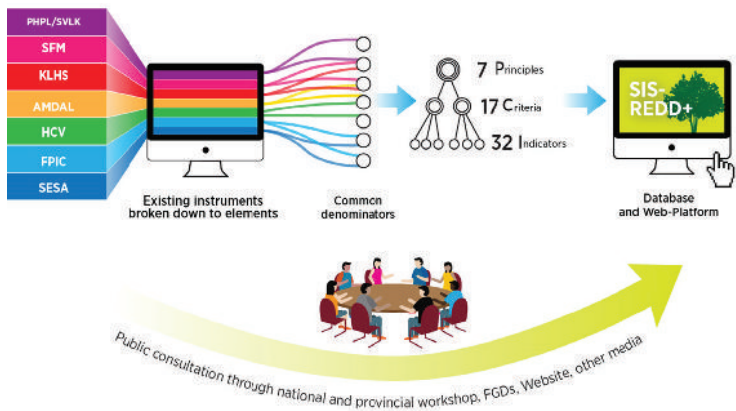 PHPL/SVLK
SFM
KLHS
AMDAL
HCV
FPIC
SESA
Existing instruments
broken down to elements
Common
denominators
7 Principles
17 Criteria
32 Indicators
SIS-
REDD+
Database
and Web-Platform
Public consultation through national and provincial workshop, FGDs, Website, other media